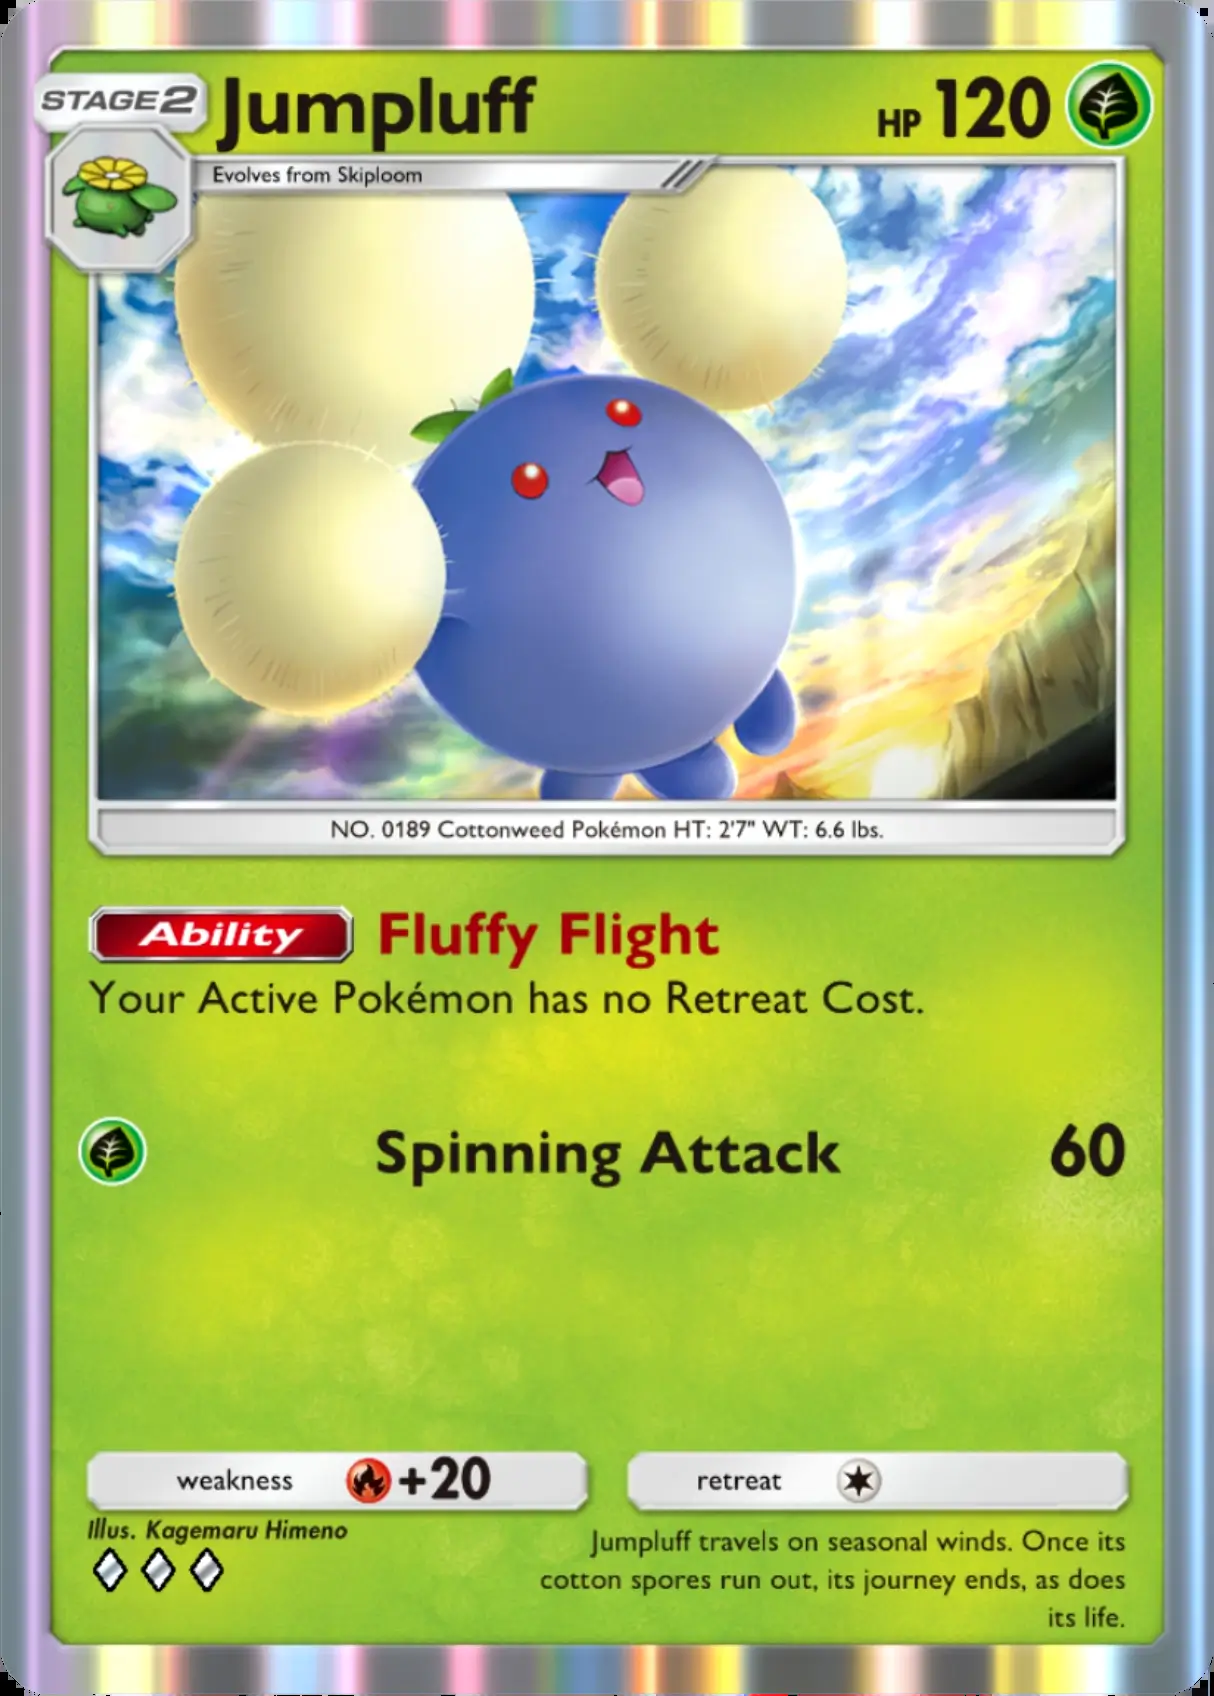 STAGE2
Jumpluff
HP 120
Evolves from Skiploom
NO. 0189 Cottonweed Pokémon HT: 2'7" WT: 6.6 lbs.
Ability Fluffy Flight
Your Active Pokémon has no Retreat Cost.
Spinning Attack 60
weakness +20
retreat
Illus. Kagemaru Himeno
Jumpluff travels on seasonal winds. Once its
cotton spores run out, its journey ends, as does
its life.